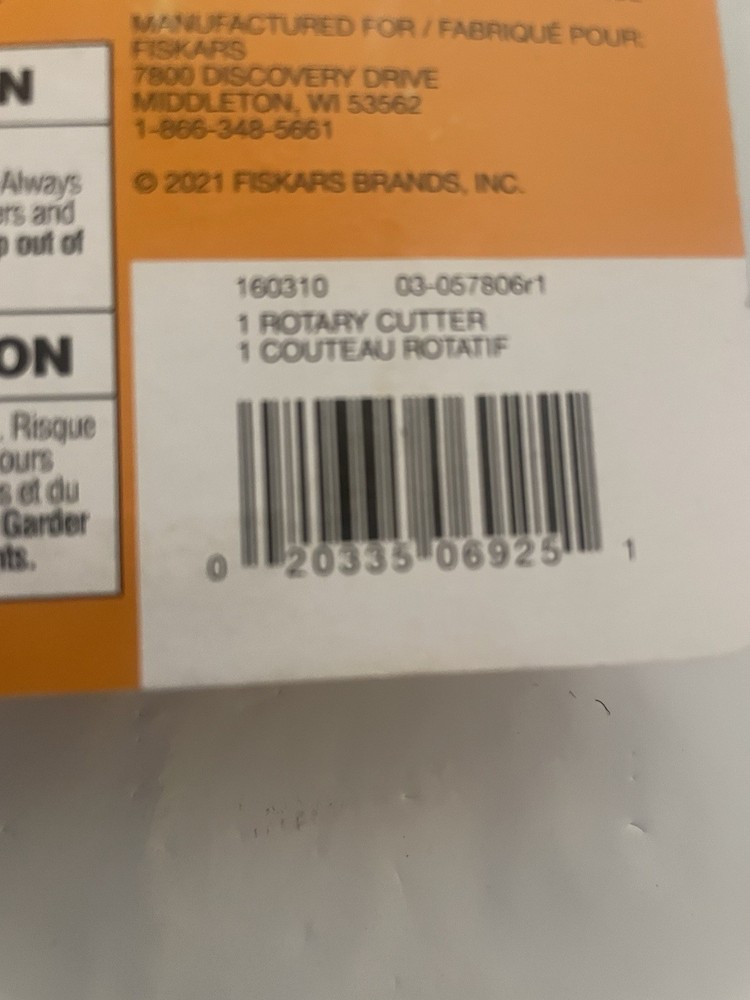 MANUFACTURED FOR / FABRIQUÉ POUR:
FISKARS
7800 DISCOVERY DRIVE
MIDDLETON, WI 53562
1-866-348-5661
© 2021 FISKARS BRANDS, INC.
N
Always
ers and
p out of
ON
. Risque
ours
s et du
Garder
nts.
160310 03-057806r1
1 ROTARY CUTTER
1 COUTEAU ROTATIF
0 20335 06925 1